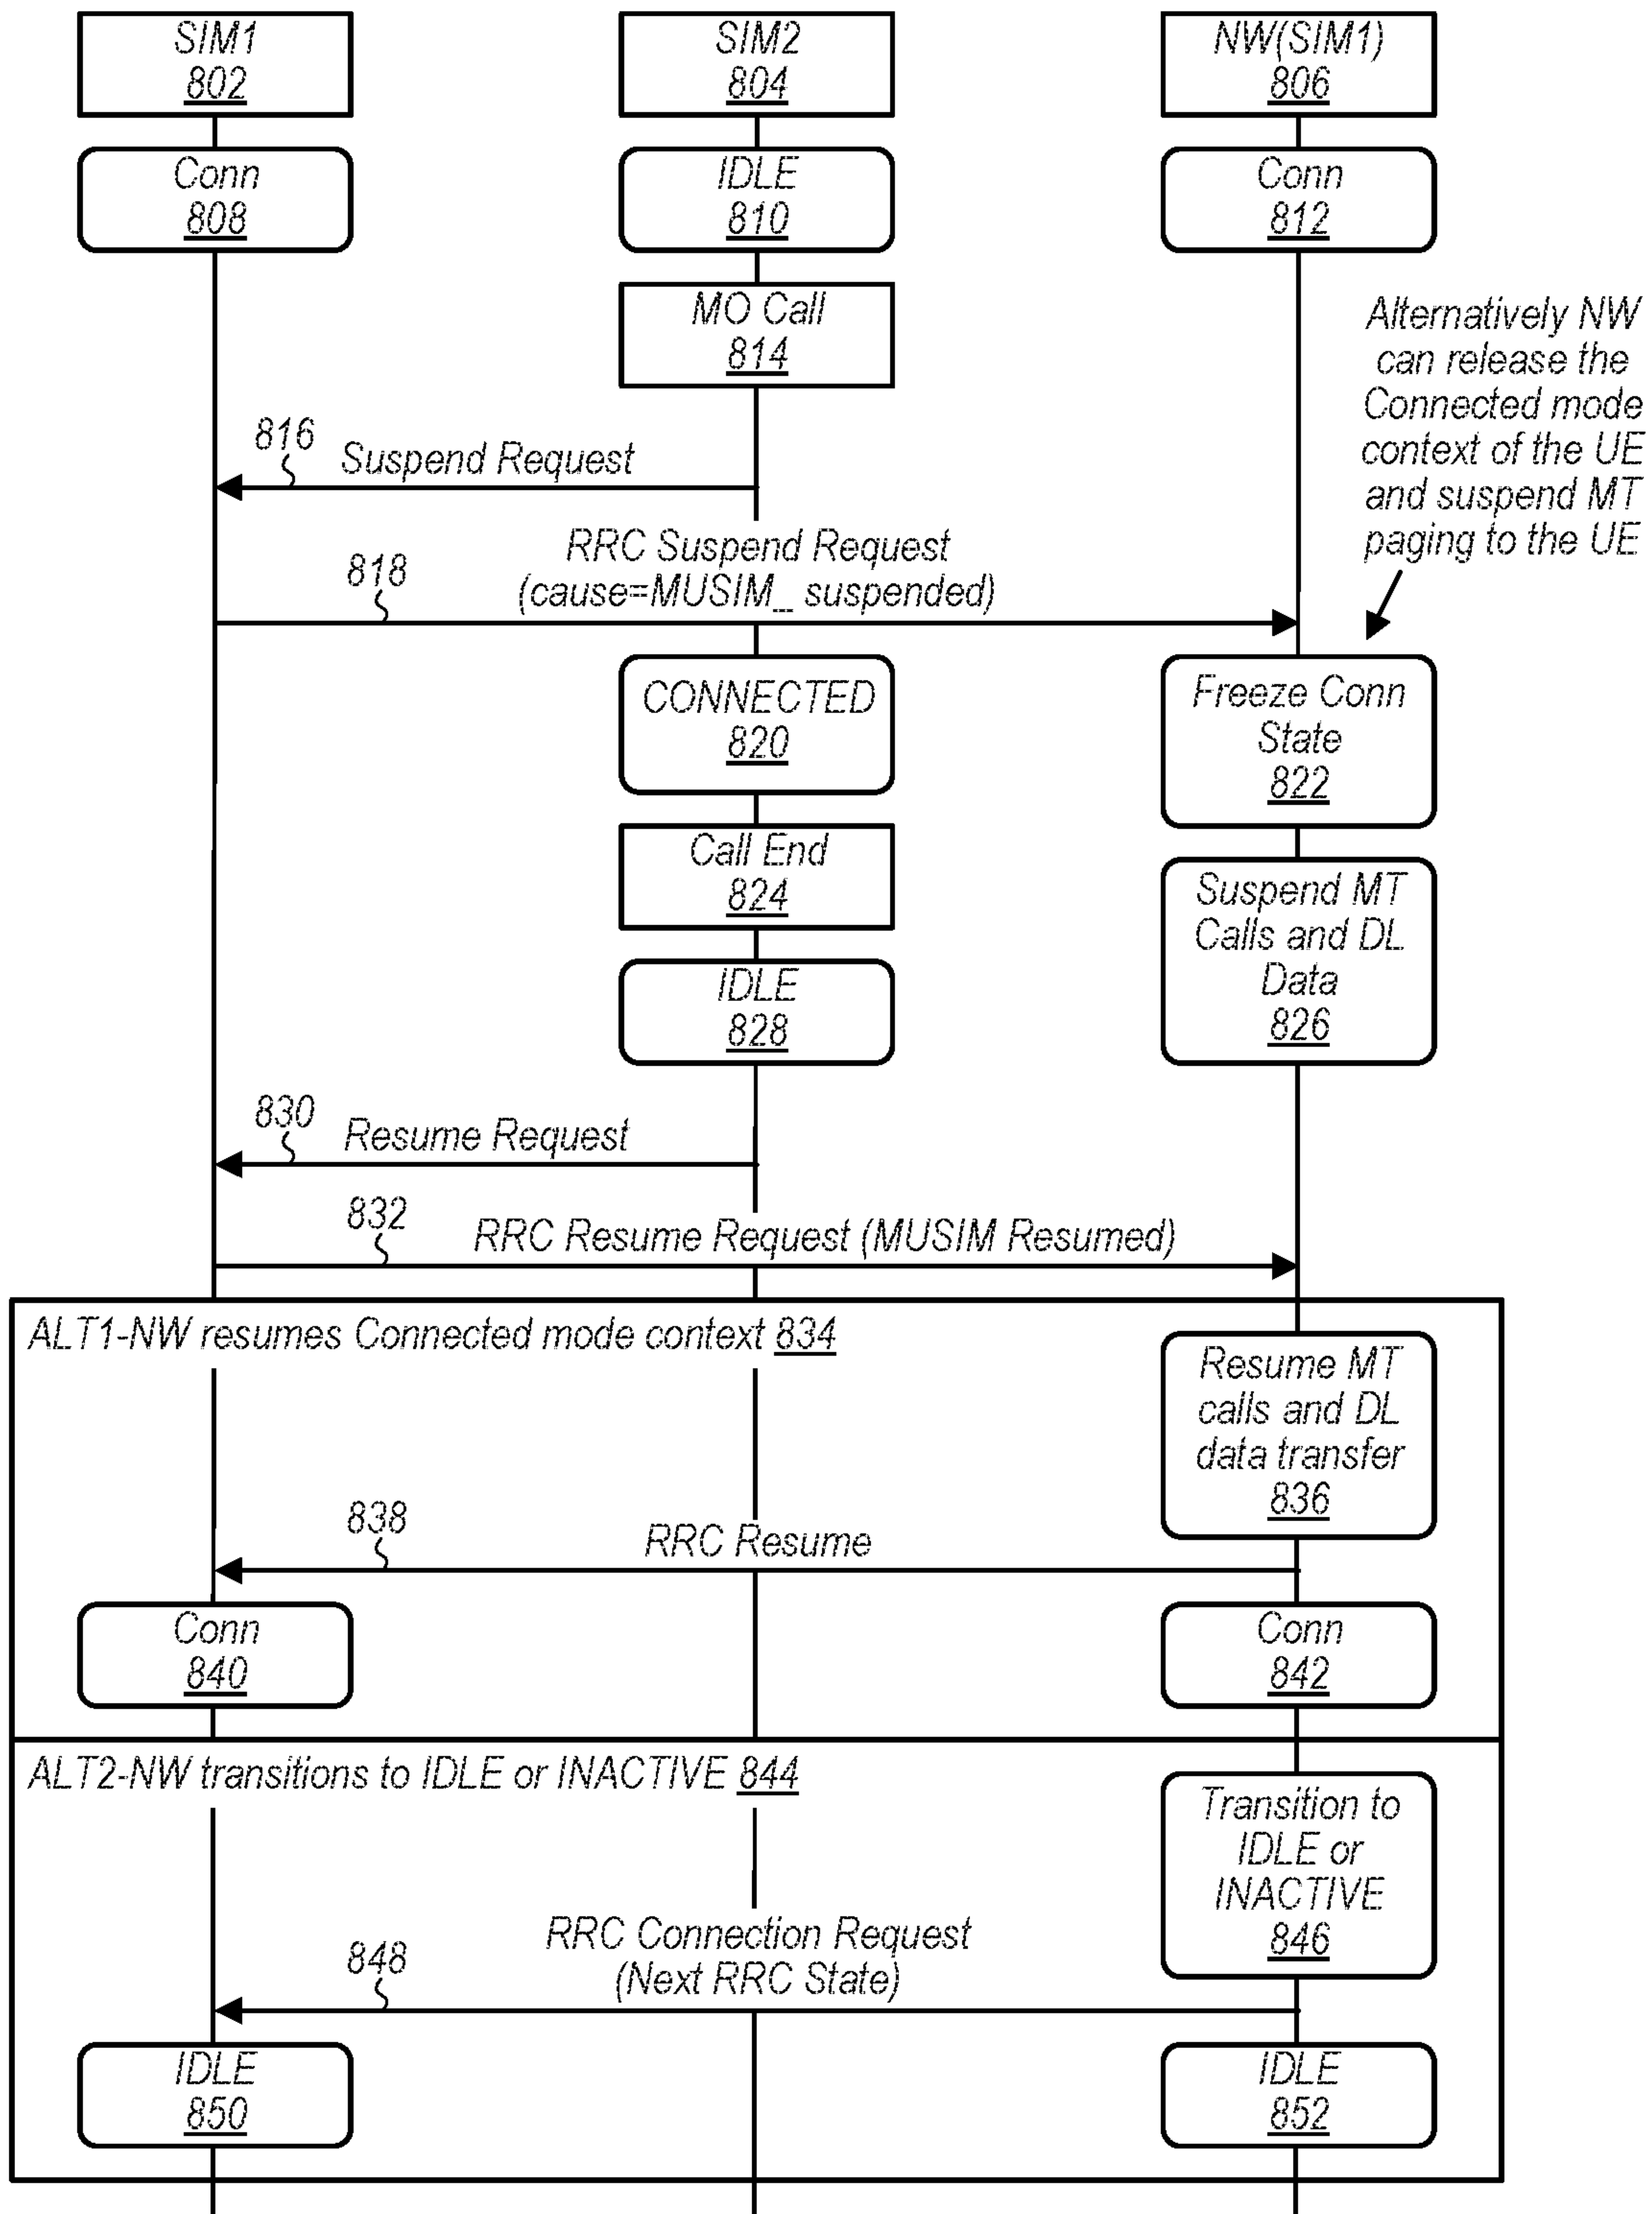 SIM1
802
SIM2
804
NW(SIM1)
806
Conn
808
IDLE
810
Conn
812
MO Call
814
Alternatively NW
can release the
Connected mode
context of the UE
and suspend MT
paging to the UE
816
Suspend Request
818
RRC Suspend Request
(cause=MUSIM_ suspended)
CONNECTED
820
Freeze Conn
State
822
Call End
824
Suspend MT
Calls and DL
Data
826
IDLE
828
830
Resume Request
832
RRC Resume Request (MUSIM Resumed)
ALT1-NW resumes Connected mode context 834
Resume MT
calls and DL
data transfer
836
838
RRC Resume
Conn
840
Conn
842
ALT2-NW transitions to IDLE or INACTIVE 844
Transition to
IDLE or
INACTIVE
846
848
RRC Connection Request
(Next RRC State)
IDLE
850
IDLE
852